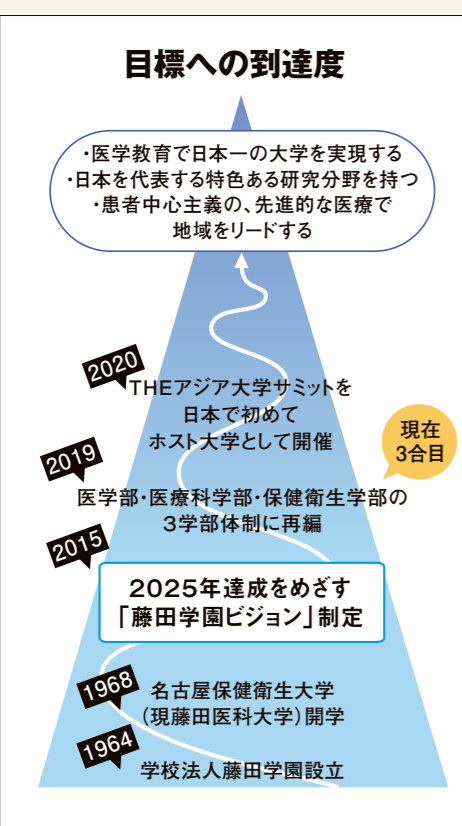 目標への到達度
・医学教育で日本一の大学を実現する
・日本を代表する特色ある研究分野を持つ
・患者中心主義の、先進的な医療で
地域をリードする
2020
THEアジア大学サミットを
日本で初めて
ホスト大学として開催
現在
3合目
2019
医学部・医療科学部・保健衛生学部の
3学部体制に再編
2015
2025年達成をめざす
「藤田学園ビジョン」制定
1968
名古屋保健衛生大学
(現藤田医科大学)開学
1964
学校法人藤田学園設立